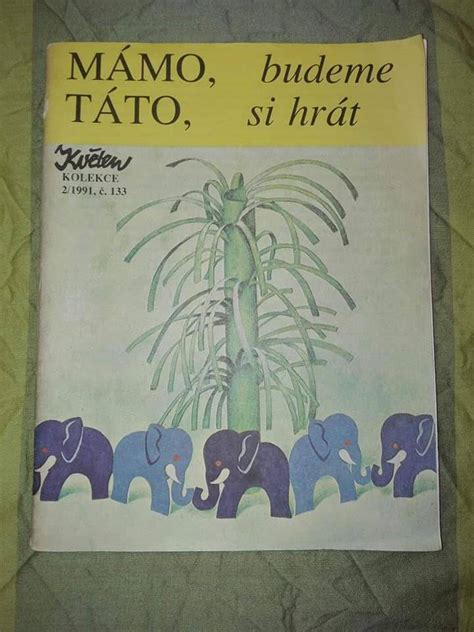 MÁMO, budeme
TÁTO, si hrát
Květen
KOLEKCE
2/1991, č. 133